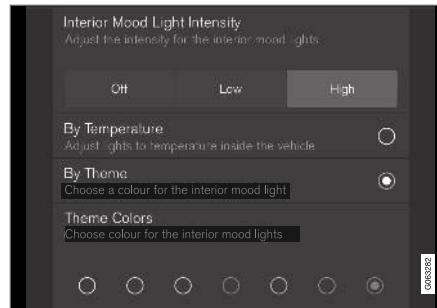 Interior Mood Light Intensity
Adjust the intensity for the interior mood lights
Off Low High
By Temperature
Adjust lights to temperature inside the vehicle
By Theme
Choose a colour for the interior mood light
Theme Colors
Choose colour for the interior mood lights
G063282